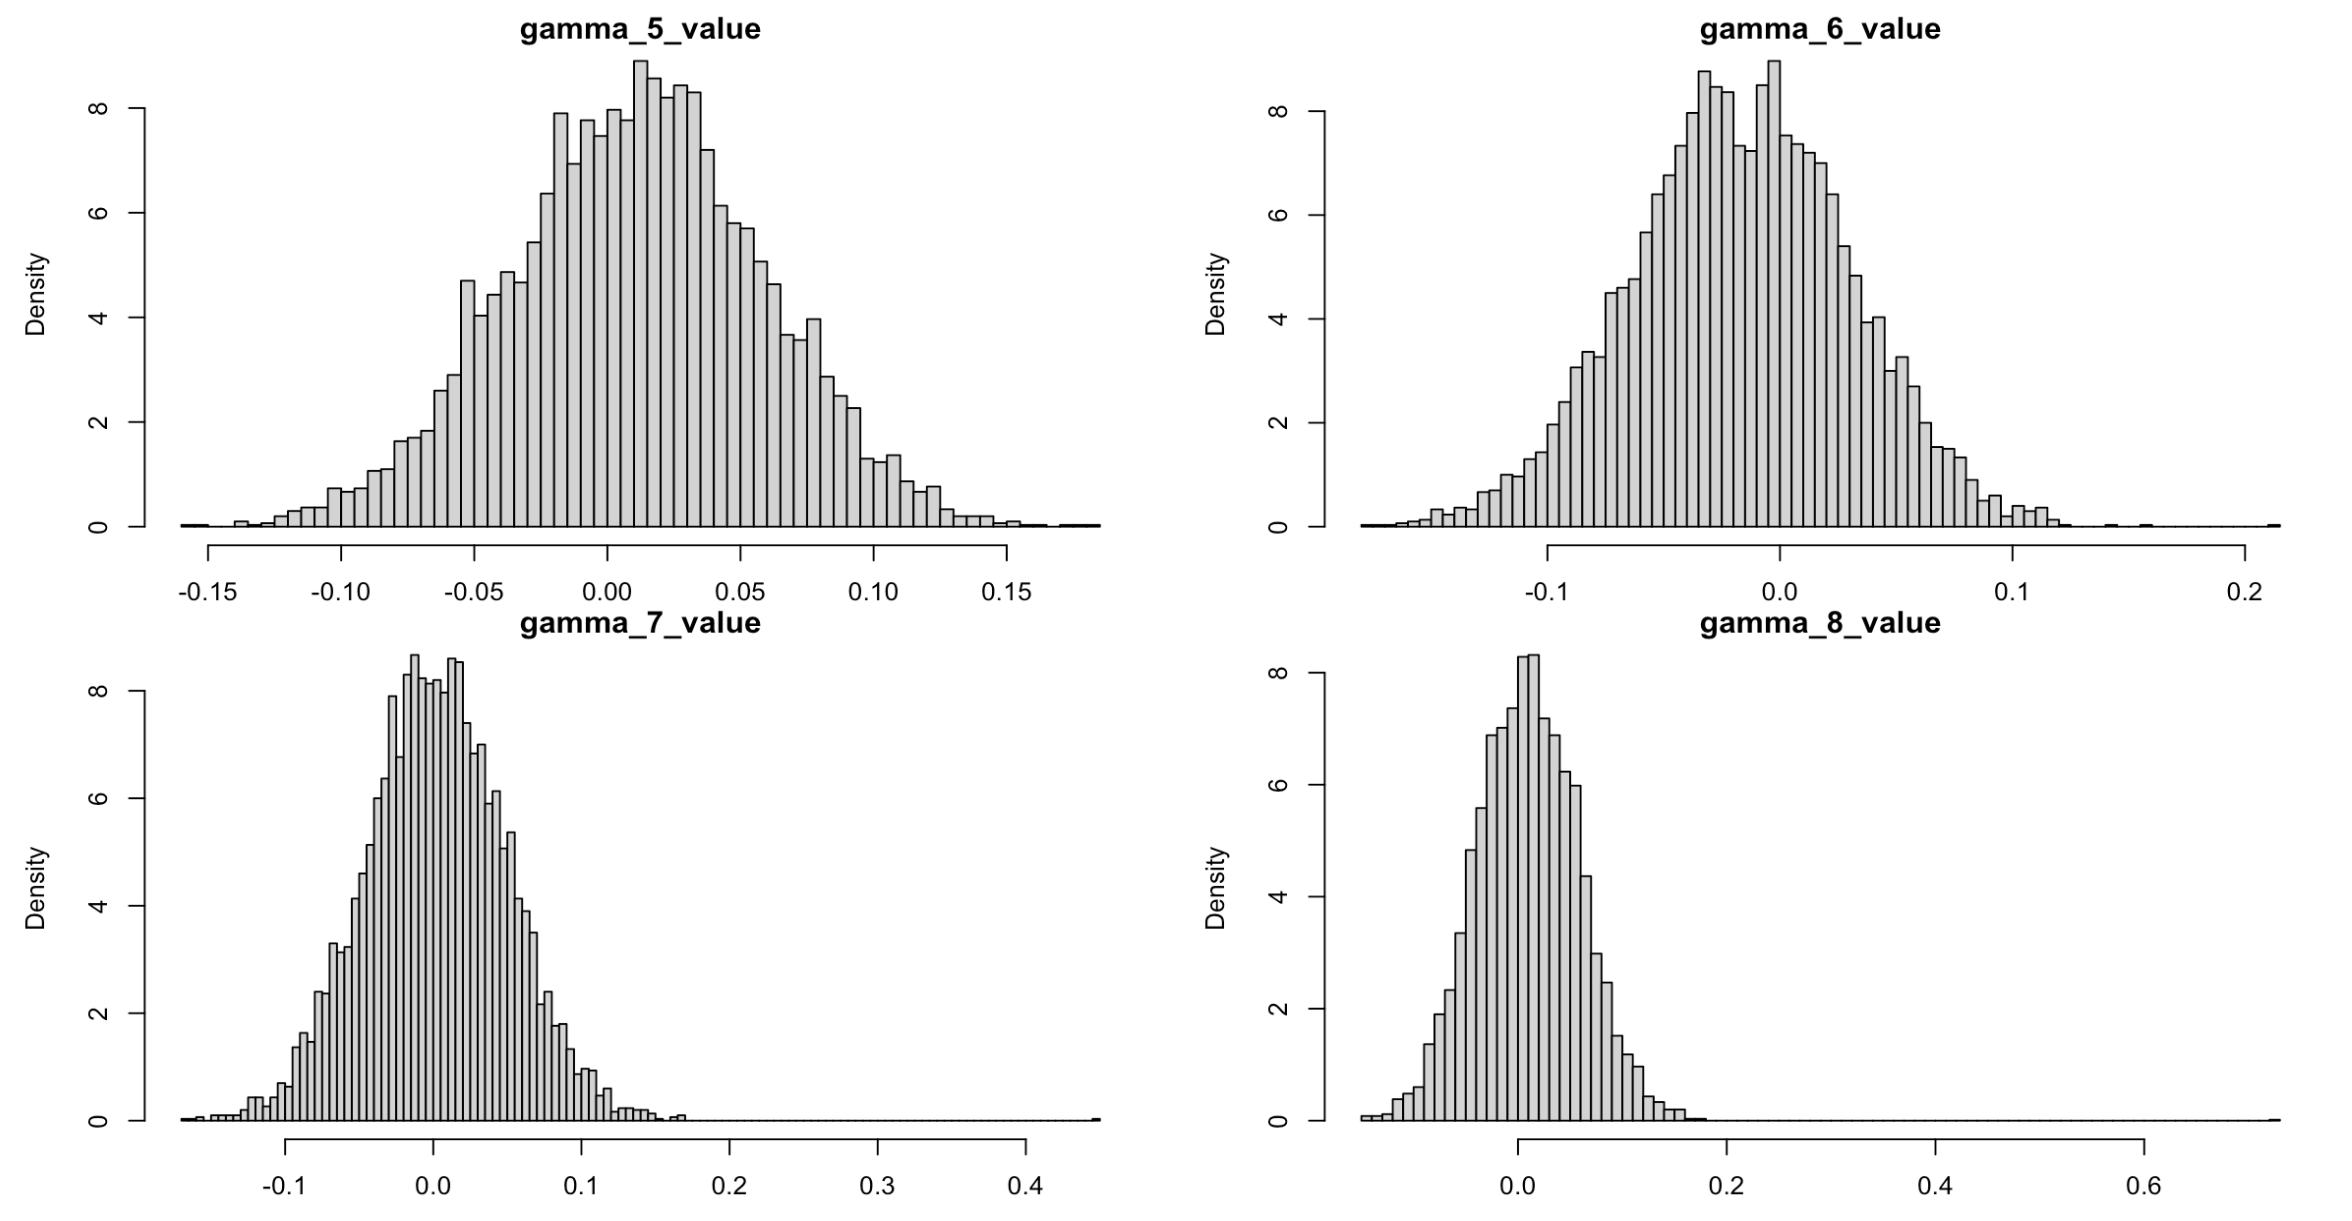 gamma_5_value
Density
0 2 4 6 8
-0.15 -0.10 -0.05 0.00 0.05 0.10 0.15
gamma_6_value
Density
0 2 4 6 8
-0.1 0.0 0.1 0.2
gamma_7_value
Density
0 2 4 6 8
-0.1 0.0 0.1 0.2 0.3 0.4
gamma_8_value
Density
0 2 4 6 8
0.0 0.2 0.4 0.6